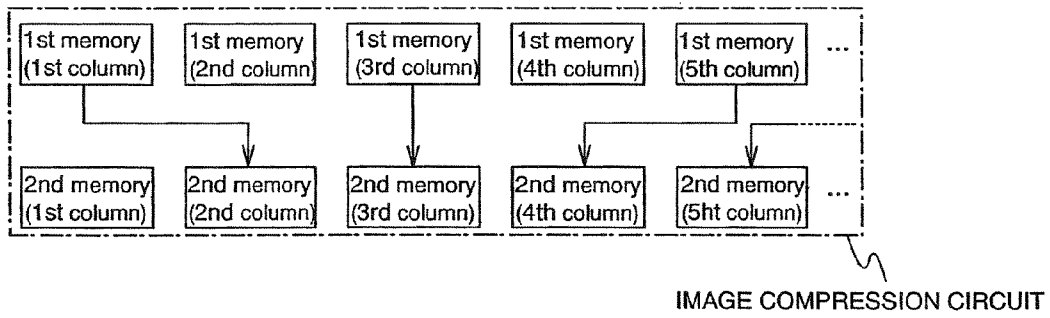 1st memory
(1st column)
1st memory
(2nd column)
1st memory
(3rd column)
1st memory
(4th column)
1st memory
(5th column)
...
2nd memory
(1st column)
2nd memory
(2nd column)
2nd memory
(3rd column)
2nd memory
(4th column)
2nd memory
(5ht column)
...
IMAGE COMPRESSION CIRCUIT